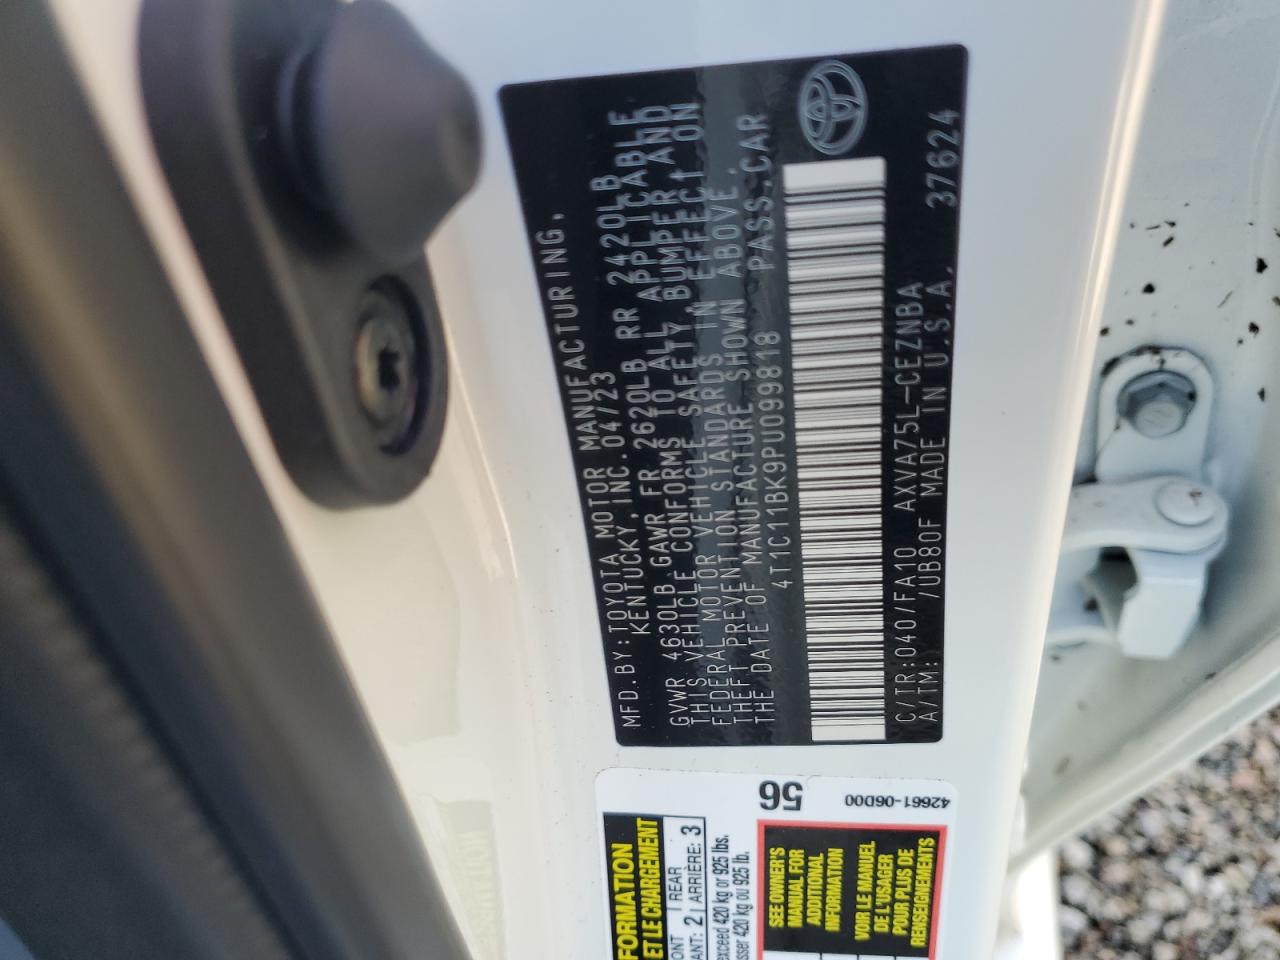 MFD.BY:TOYOTA MOTOR MANUFACTURING,
KENTUCKY,INC.04/23
GVWR 4630LB GAWR FR 2620LB RR 2420LB
THIS VEHICLE CONFORMS TO ALL APPLICABLE
FEDERAL MOTOR VEHICLE SAFETY, BUMPER AND
THEFT PREVENTION STANDARDS IN EFFECT ON
THE DATE OF MANUFACTURE SHOWN ABOVE.
4T1C11BK9PU099818 PASS.CAR
C/TR:040/FA10 AXVA75L-CEZNBA
A/TM: /UB80F MADE IN U.S.A. 37624
56
42661-06D00
SEE OWNER'S
MANUAL FOR
ADDITIONAL
INFORMATION
VOIR LE MANUEL
DE L'USAGER
POUR PLUS DE
RENSEIGNEMENTS
ET LE CHARGEMENT
2 REAR
ARRIÈRE: 3
exceed 420 kg or 925 lbs.
420 kg ou 925 lb.